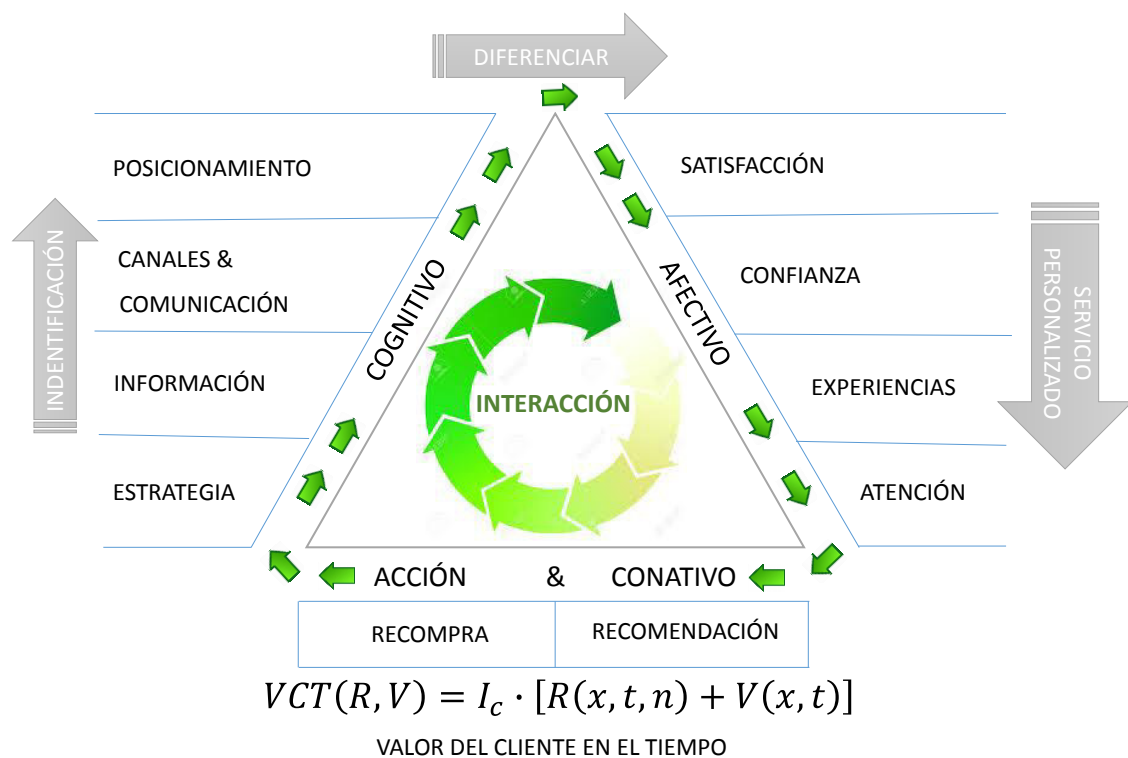 DIFERENCIAR
POSICIONAMIENTO
CANALES &
COMUNICACIÓN
INFORMACIÓN
ESTRATEGIA
INDENTIFICACIÓN
COGNITIVO
INTERACCIÓN
AFECTIVO
SATISFACCIÓN
CONFIANZA
EXPERIENCIAS
ATENCIÓN
SERVICIO
PERSONALIZADO
ACCIÓN & CONATIVO
RECOMPRA
RECOMENDACIÓN
VCT(R, V) = I_c · [R(x, t, n) + V(x, t)]
VALOR DEL CLIENTE EN EL TIEMPO